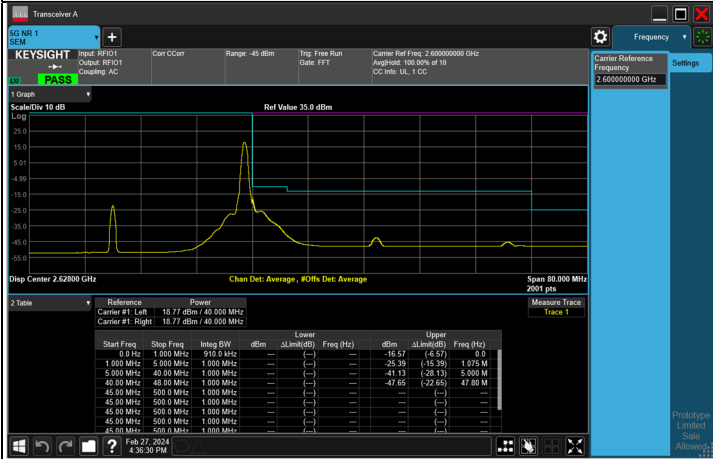 Transceiver A
5G NR 1
SEM
Frequency
KEYSIGHT
PASS
Input: RFIO1
Output: RFIO1
Coupling: AC
Corr CCorr
Range: -45 dBm
Trig: Free Run
Gate: FFT
Carrier Ref Freq: 2.600000000 GHz
Avg|Hold: 100.00% of 10
CC Info: UL, 1 CC
Carrier Reference
Frequency
2.600000000 GHz
Settings
1 Graph
Scale/Div 10 dB
Ref Value 35.0 dBm
Log
25.0
15.0
5.01
-4.99
-15.0
-25.0
-35.0
-45.0
-55.0
Disp Center 2.62800 GHz
Chan Det: Average , #Offs Det: Average
Span 80.000 MHz
2001 pts
2 Table
Reference Power
Carrier #1: Left 18.77 dBm / 40.000 MHz
Carrier #1: Right 18.77 dBm / 40.000 MHz
Measure Trace
Trace 1
Lower Upper
Start Freq Stop Freq Integ BW dBm ΔLimit(dB) Freq (Hz) dBm ΔLimit(dB) Freq (Hz)
0.0 Hz 1.000 MHz 910.0 kHz --- (---) --- -16.57 (-6.57) 0.0
1.000 MHz 5.000 MHz 1.000 MHz --- (---) --- -25.39 (-15.39) 1.075 M
5.000 MHz 40.00 MHz 1.000 MHz --- (---) --- -41.13 (-28.13) 5.000 M
40.00 MHz 48.00 MHz 1.000 MHz --- (---) --- -47.65 (-22.65) 47.80 M
45.00 MHz 500.0 MHz 1.000 MHz --- (---) --- --- (---) ---
45.00 MHz 500.0 MHz 1.000 MHz --- (---) --- --- (---) ---
45.00 MHz 500.0 MHz 1.000 MHz --- (---) --- --- (---) ---
45.00 MHz 500.0 MHz 1.000 MHz --- (---) --- --- (---) ---
45.00 MHz 500.0 MHz 1.000 MHz --- (---) --- --- (---) ---
Feb 27, 2024
4:36:30 PM
Prototype
Limited
Sale
Allowed